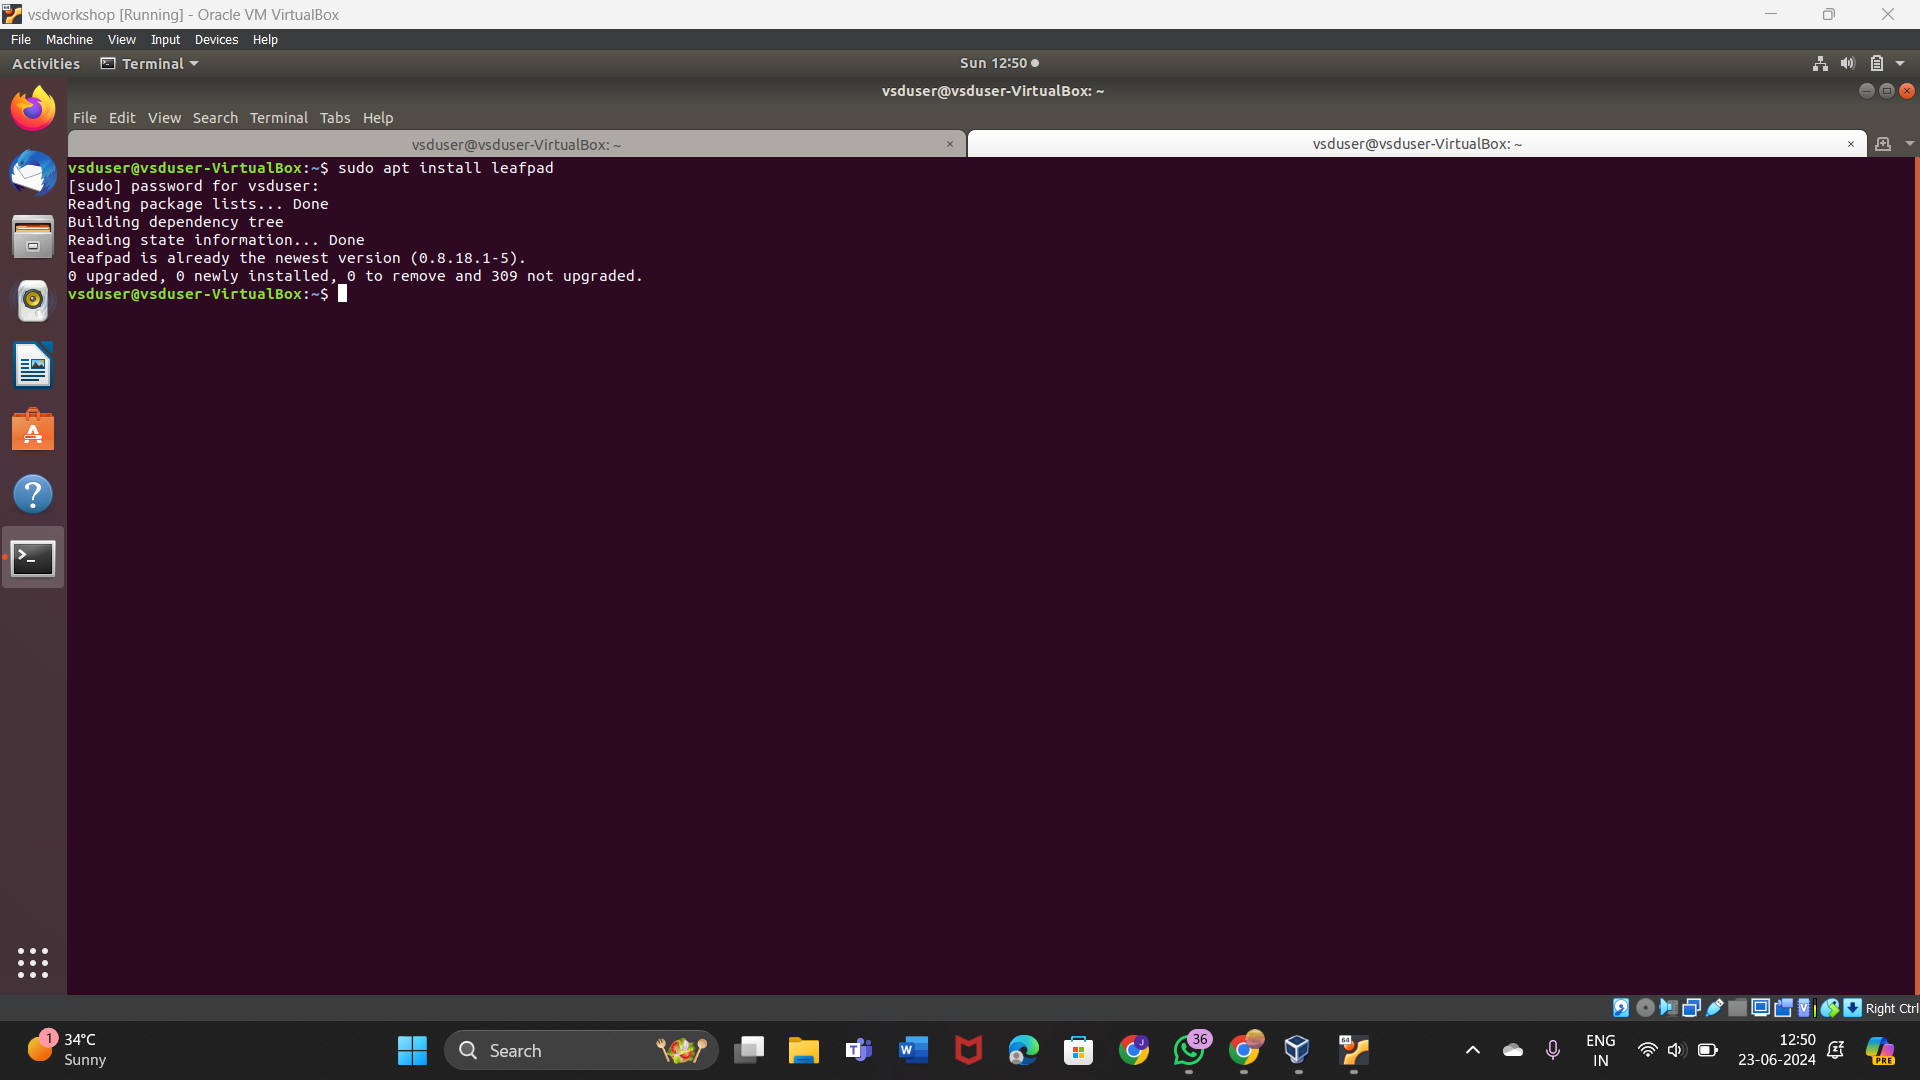 vsdworkshop [Running] - Oracle VM VirtualBox
File Machine View Input Devices Help
Activities Terminal Sun 12:50
vsduser@vsduser-VirtualBox: ~
File Edit View Search Terminal Tabs Help
vsduser@vsduser-VirtualBox: ~ × vsduser@vsduser-VirtualBox: ~ ×
vsduser@vsduser-VirtualBox:~$ sudo apt install leafpad
[sudo] password for vsduser:
Reading package lists... Done
Building dependency tree
Reading state information... Done
leafpad is already the newest version (0.8.18.1-5).
0 upgraded, 0 newly installed, 0 to remove and 309 not upgraded.
vsduser@vsduser-VirtualBox:~$
Right Ctrl
1 34°C
Sunny
Search
36
ENG
IN
12:50
23-06-2024
PRE